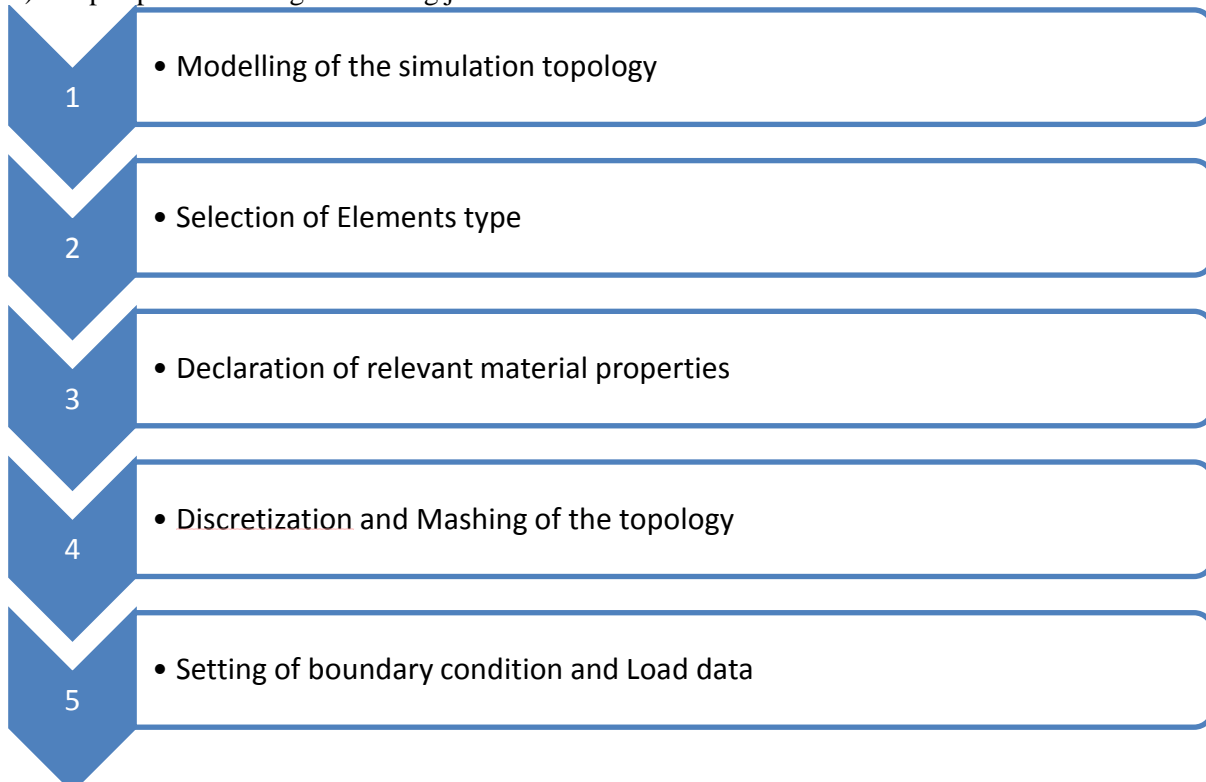 1
• Modelling of the simulation topology
2
• Selection of Elements type
3
• Declaration of relevant material properties
4
• Discretization and Mashing of the topology
5
• Setting of boundary condition and Load data